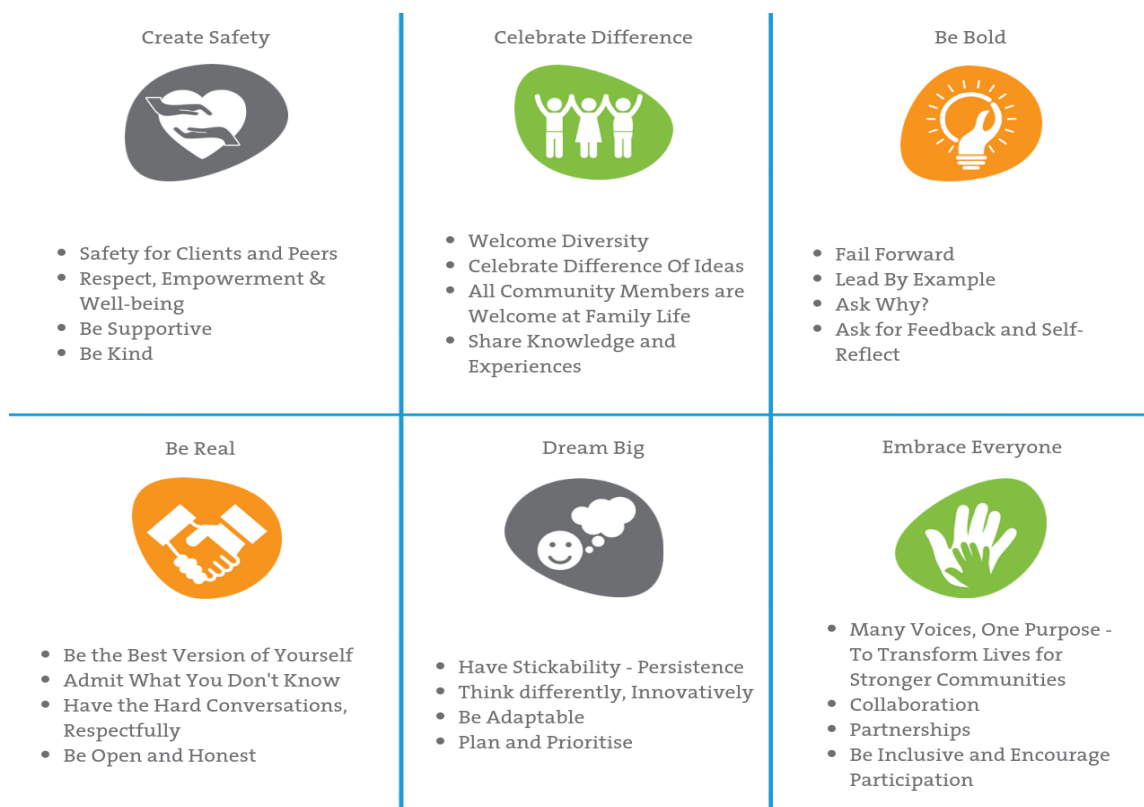 Create Safety
• Safety for Clients and Peers
• Respect, Empowerment &
Well-being
• Be Supportive
• Be Kind
Celebrate Difference
• Welcome Diversity
• Celebrate Difference Of Ideas
• All Community Members are
Welcome at Family Life
• Share Knowledge and
Experiences
Be Bold
• Fail Forward
• Lead By Example
• Ask Why?
• Ask for Feedback and Self-
Reflect
Be Real
• Be the Best Version of Yourself
• Admit What You Don't Know
• Have the Hard Conversations,
Respectfully
• Be Open and Honest
Dream Big
• Have Stickability - Persistence
• Think differently, Innovatively
• Be Adaptable
• Plan and Prioritise
Embrace Everyone
• Many Voices, One Purpose -
To Transform Lives for
Stronger Communities
• Collaboration
• Partnerships
• Be Inclusive and Encourage
Participation